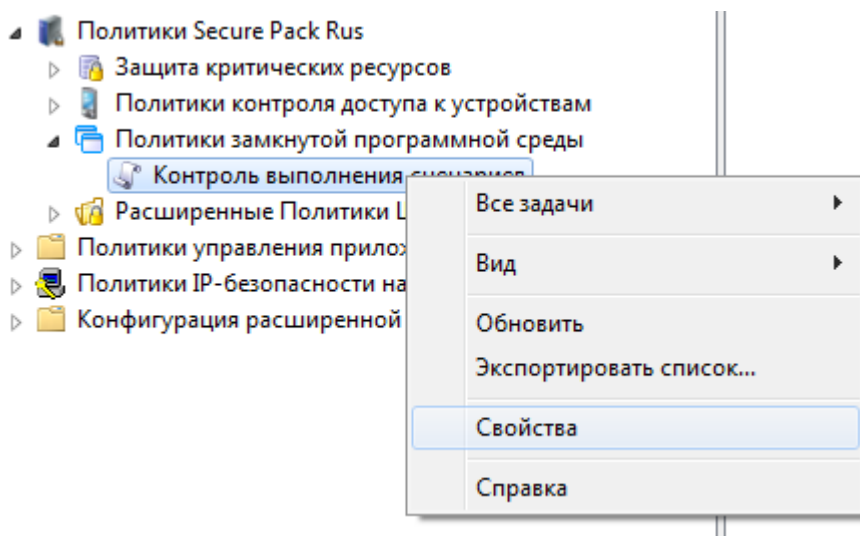 Политики Secure Pack Rus
Защита критических ресурсов
Политики контроля доступа к устройствам
Политики замкнутой программной среды
Контроль выполнения сценариев
Расширенные Политики
Политики управления
Политики IP-безопасности на
Конфигурация расширенной
Все задачи
Вид
Обновить
Экспортировать список...
Свойства
Справка